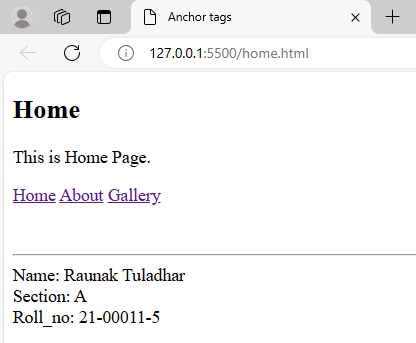 Anchor tags
127.0.0.1:5500/home.html
Home
This is Home Page.
Home About Gallery
Name: Raunak Tuladhar
Section: A
Roll_no: 21-00011-5